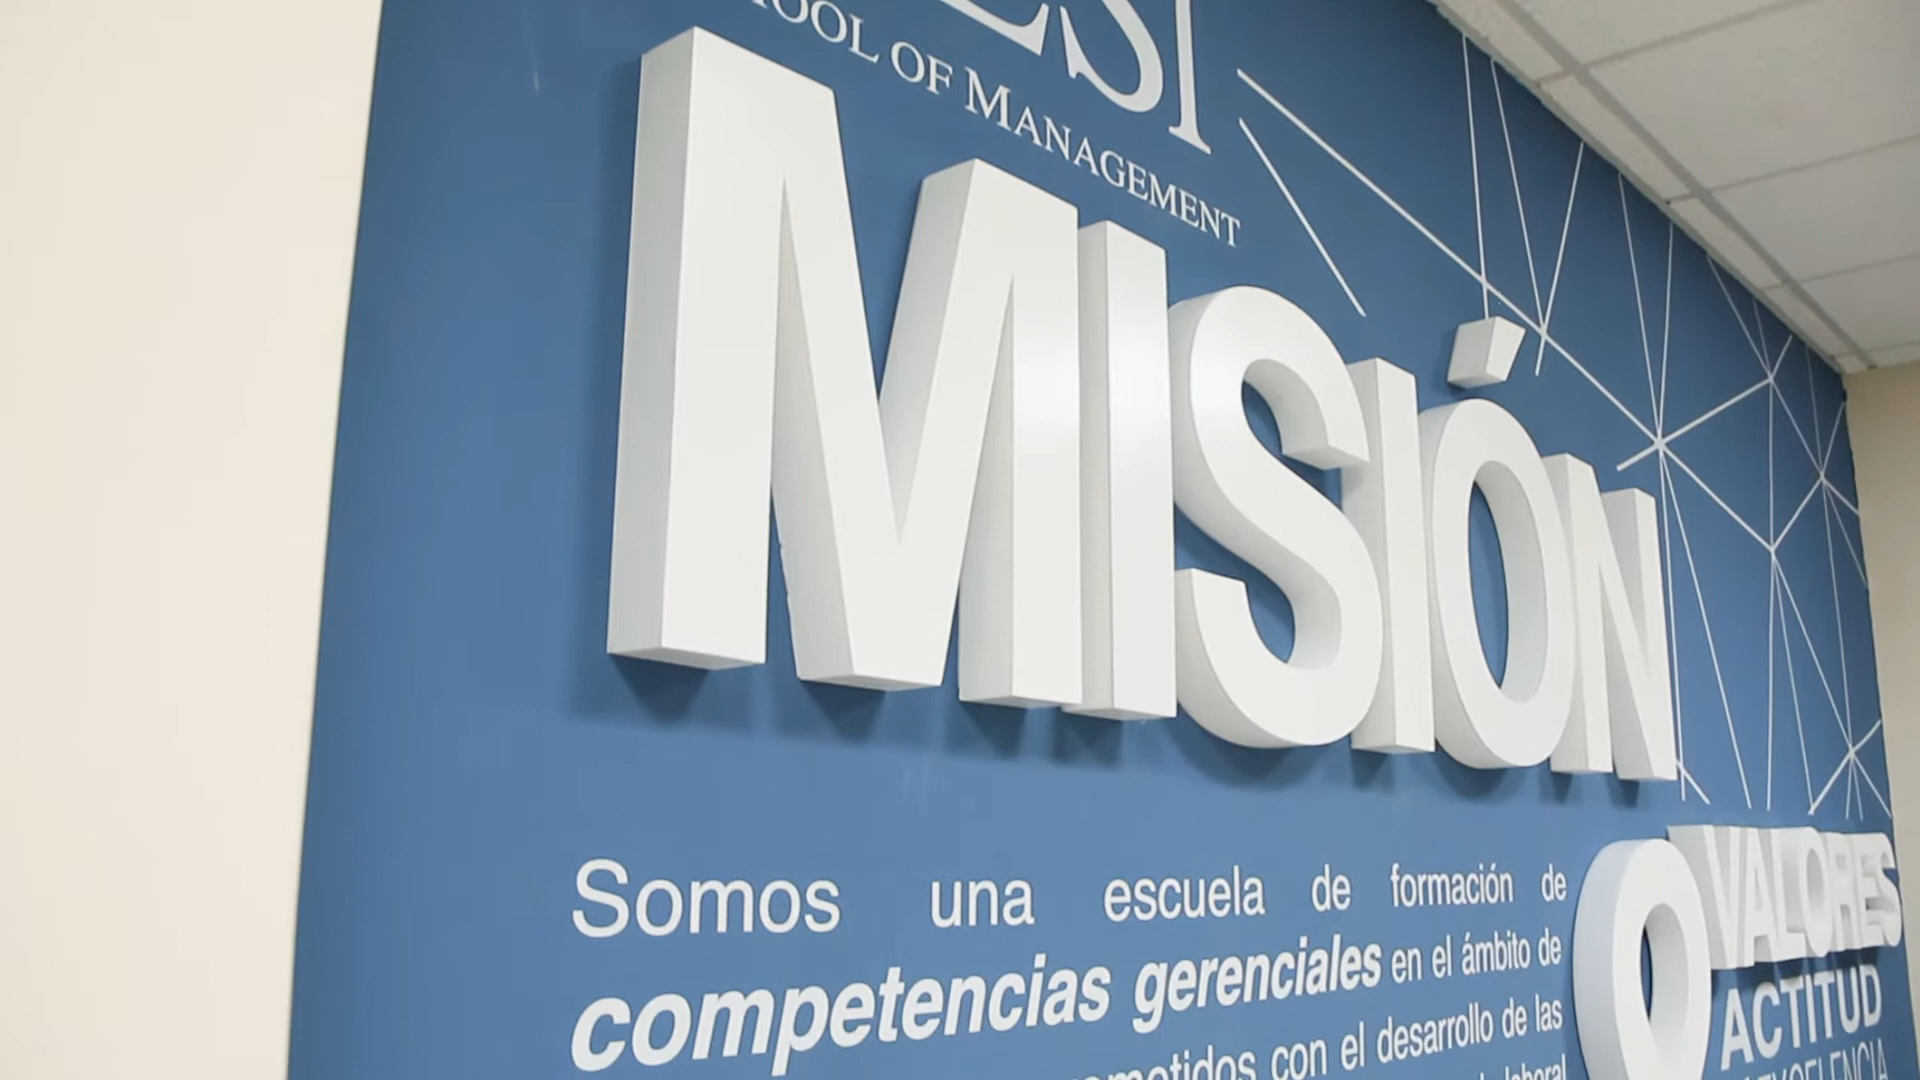 OF MANAGEMENT
MISIÓN
Somos una escuela de formación de
competencias gerenciales en el ámbito de
con el desarrollo de las
laboral
VALORES
ACTITUD